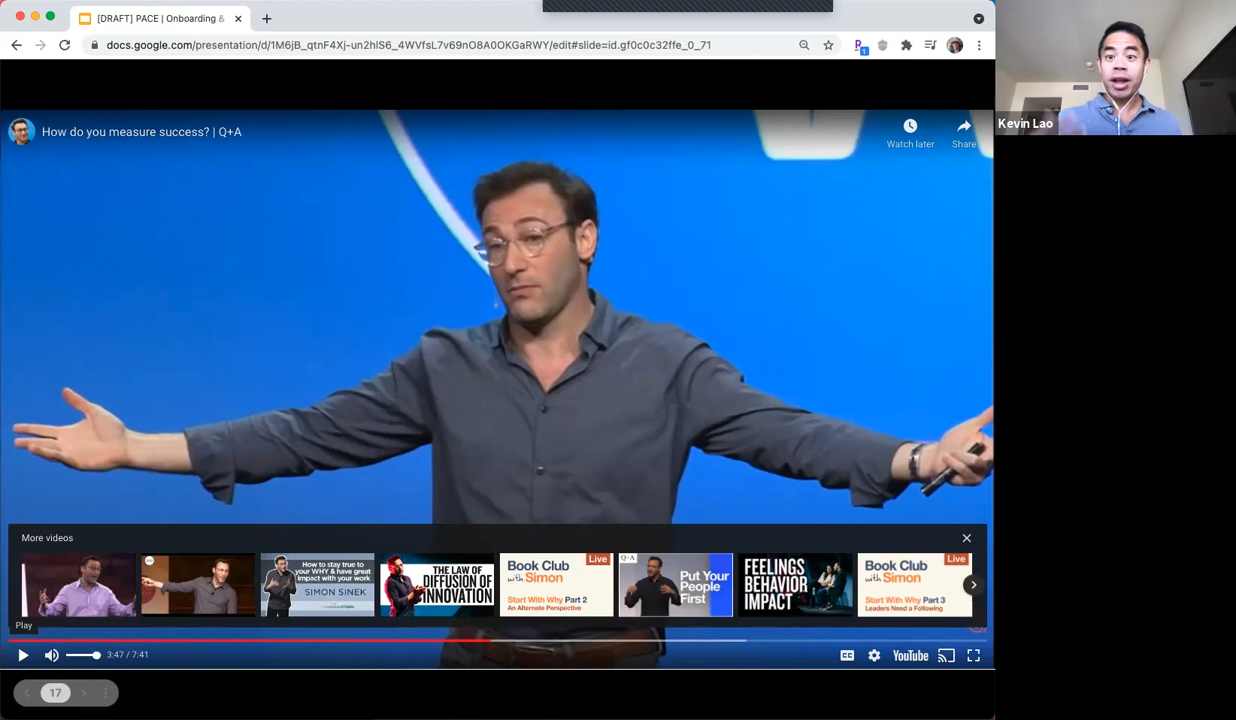 [DRAFT] PACE | Onboarding &
docs.google.com/presentation/d/1M6jB_qtnF4Xj-un2hlS6_4WVfsL7v69nO8A0OKGaRWY/edit#slide=id.gf0c0c32ffe_0_71
1
Kevin Lao
How do you measure success? | Q+A
Watch later
Share
More videos
How to stay true to
your WHY & have great
impact with your work
SIMON SINEK
THE LAW OF
DIFFUSION OF
INNOVATION
Live
Book Club
with Simon
Start With Why Part 2
An Alternate Perspective
Q+A
Put Your
People
First
FEELINGS
BEHAVIOR
IMPACT
Live
Book Club
with Simon
Start With Why Part 3
Leaders Need a Following
Play
3:47 / 7:41
CC
YouTube
17